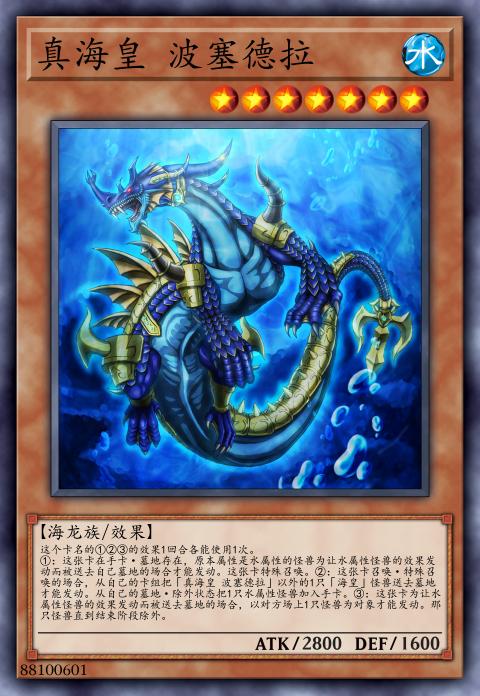 真海皇 波塞德拉
水
【海龙族/效果】
这个卡名的①②③的效果1回合各能使用1次。
①：这张卡在手卡·墓地存在，原本属性是水属性的怪兽为让水属性怪兽的效果发
动而被送去自己墓地的场合才能发动。这张卡特殊召唤。②：这张卡召唤·特殊召
唤的场合，从自己的卡组把「真海皇 波塞德拉」以外的1只「海皇」怪兽送去墓地
才能发动。从自己的墓地·除外状态把1只水属性怪兽加入手卡。③：这张卡为让水
属性怪兽的效果发动而被送去墓地的场合，以对方场上1只怪兽为对象才能发动。那
只怪兽直到结束阶段除外。
ATK/2800 DEF/1600
88100601